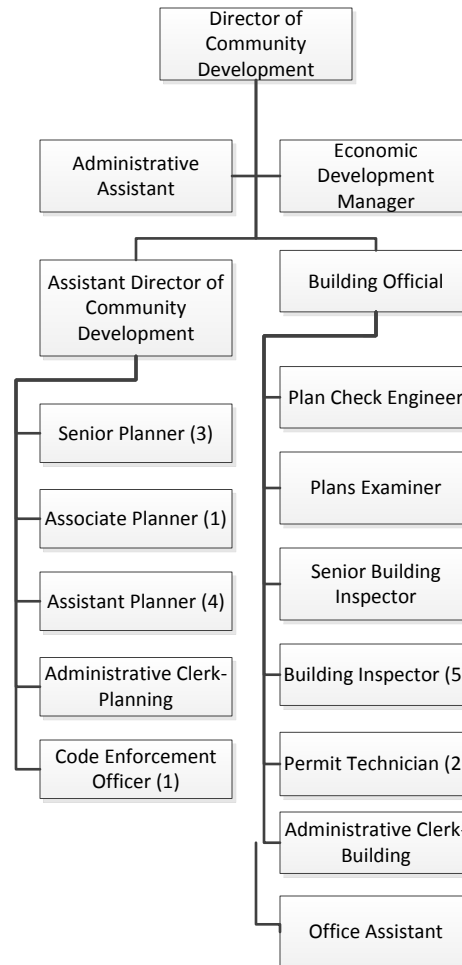 Director of
Community
Development
Administrative
Assistant
Economic
Development
Manager
Assistant Director of
Community
Development
Building Official
Senior Planner (3)
Associate Planner (1)
Assistant Planner (4)
Administrative Clerk-
Planning
Code Enforcement
Officer (1)
Plan Check Engineer
Plans Examiner
Senior Building
Inspector
Building Inspector (5
Permit Technician (2
Administrative Clerk-
Building
Office Assistant